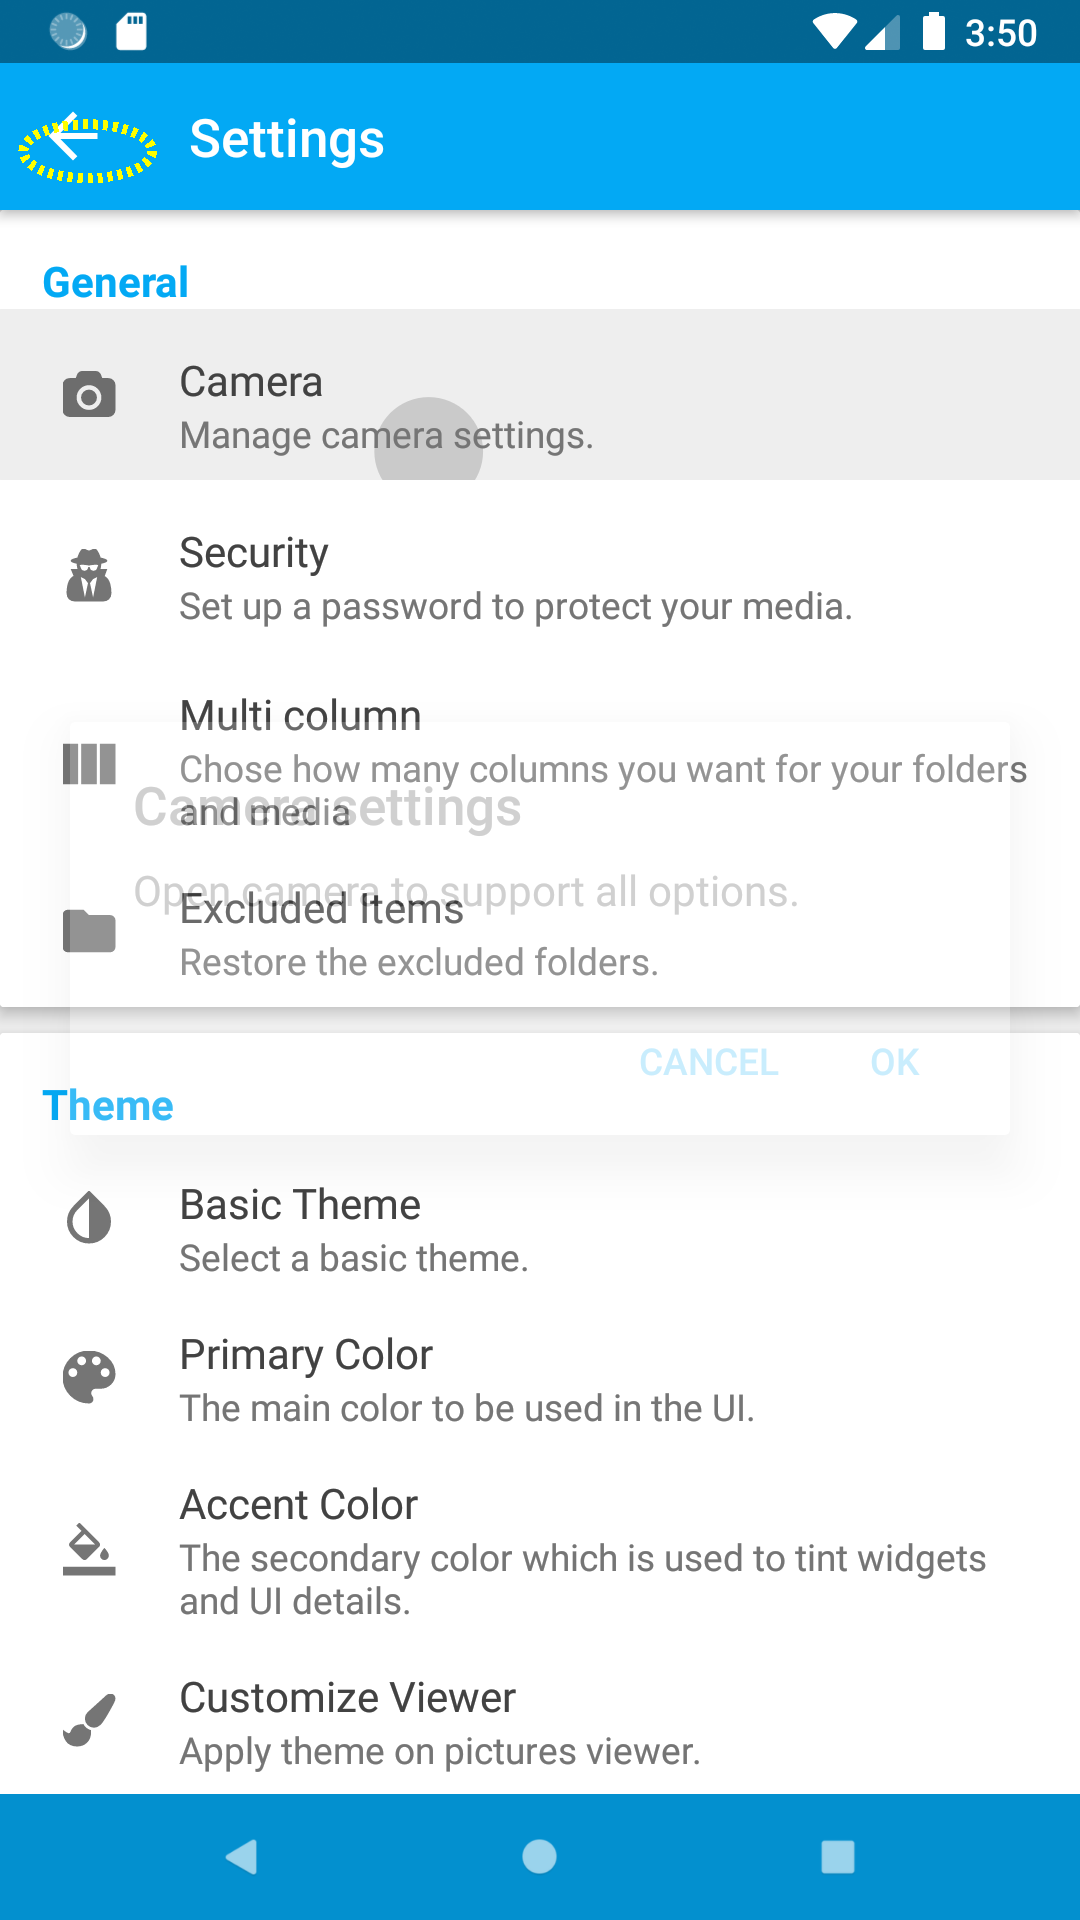 3:50
Settings
General
Camera
Manage camera settings.
Security
Set up a password to protect your media.
Multi column
Chose how many columns you want for your folders
and media
Camera settings
Open camera to support all options.
Excluded Items
Restore the excluded folders.
CANCEL OK
Theme
Basic Theme
Select a basic theme.
Primary Color
The main color to be used in the UI.
Accent Color
The secondary color which is used to tint widgets
and UI details.
Customize Viewer
Apply theme on pictures viewer.